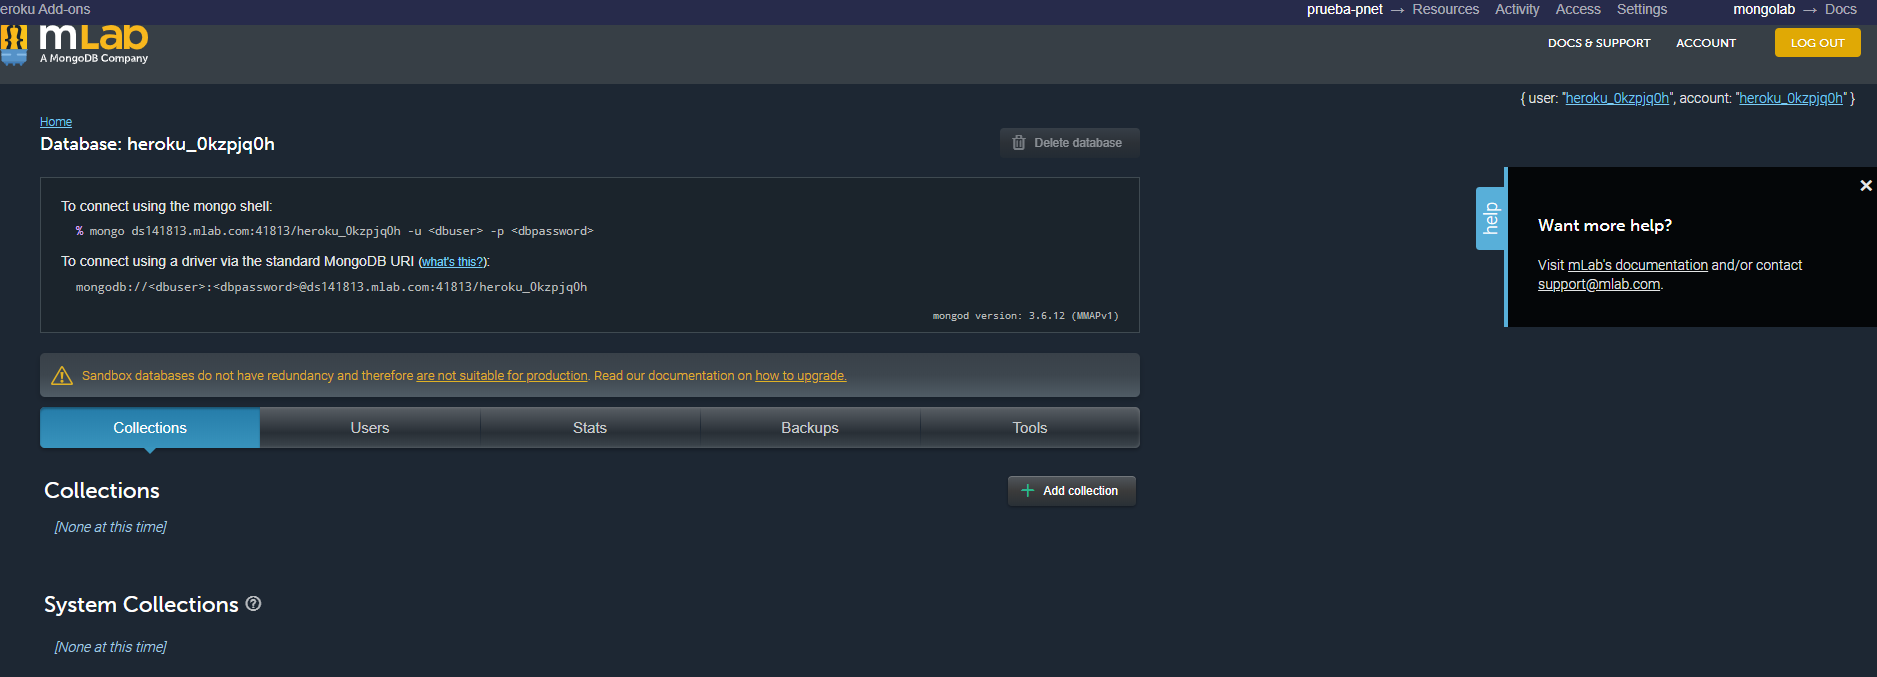 eroku Add-ons
prueba-pnet → Resources Activity Access Settings mongolab → Docs
mLab
A MongoDB Company
DOCS & SUPPORT ACCOUNT LOG OUT
{ user: "heroku_0kzpjq0h", account: "heroku_0kzpjq0h" }
Home
Database: heroku_0kzpjq0h
Delete database
To connect using the mongo shell:
% mongo ds141813.mlab.com:41813/heroku_0kzpjq0h -u <dbuser> -p <dbpassword>
To connect using a driver via the standard MongoDB URI (what's this?):
mongodb://<dbuser>:<dbpassword>@ds141813.mlab.com:41813/heroku_0kzpjq0h
mongod version: 3.6.12 (MMAPv1)
help
Want more help?
Visit mLab's documentation and/or contact
support@mlab.com.
Sandbox databases do not have redundancy and therefore are not suitable for production. Read our documentation on how to upgrade.
Collections Users Stats Backups Tools
Collections
Add collection
[None at this time]
System Collections
[None at this time]